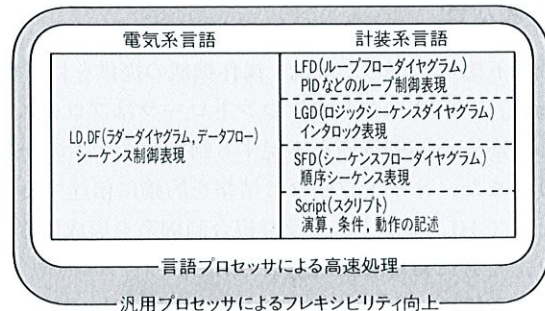 電気系言語
計装系言語
LD,DF(ラダーダイヤグラム,データフロー)
シーケンス制御表現
LFD(ループフローダイヤグラム)
PIDなどのループ制御表現
LGD(ロジックシーケンスダイヤグラム)
インタロック表現
SFD(シーケンスフローダイヤグラム)
順序シーケンス表現
Script(スクリプト)
演算,条件,動作の記述
言語プロセッサによる高速処理
汎用プロセッサによるフレキシビリティ向上